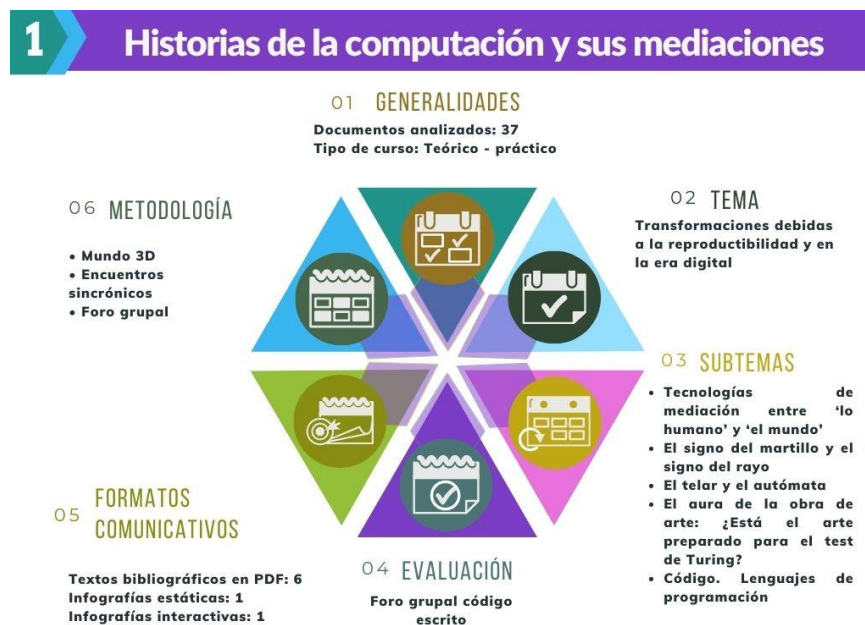 1
Historias de la computación y sus mediaciones
01 GENERALIDADES
Documentos analizados: 37
Tipo de curso: Teórico - práctico
02 TEMA
Transformaciones debidas
a la reproductibilidad y en
la era digital
03 SUBTEMAS
• Tecnologías de
mediación entre ‘lo
humano’ y ‘el mundo’
• El signo del martillo y el
signo del rayo
• El telar y el autómata
• El aura de la obra de
arte: ¿Está el arte
preparado para el test
de Turing?
• Código. Lenguajes de
programación
04 EVALUACIÓN
Foro grupal código
escrito
05 FORMATOS
COMUNICATIVOS
Textos bibliográficos en PDF: 6
Infografías estáticas: 1
Infografías interactivas: 1
06 METODOLOGÍA
• Mundo 3D
• Encuentros
sincrónicos
• Foro grupal